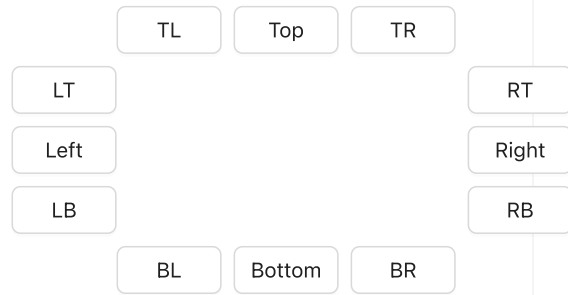 TL Top TR
LT RT
Left Right
LB RB
BL Bottom BR